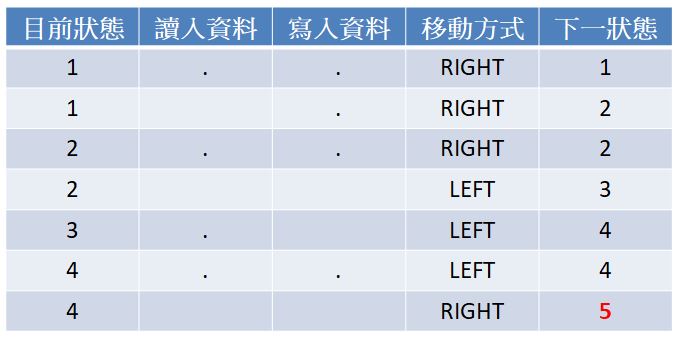 目前狀態 讀入資料 寫入資料 移動方式 下一狀態
1 . . RIGHT 1
1 . RIGHT 2
2 . . RIGHT 2
2 LEFT 3
3 . LEFT 4
4 . . LEFT 4
4 RIGHT 5